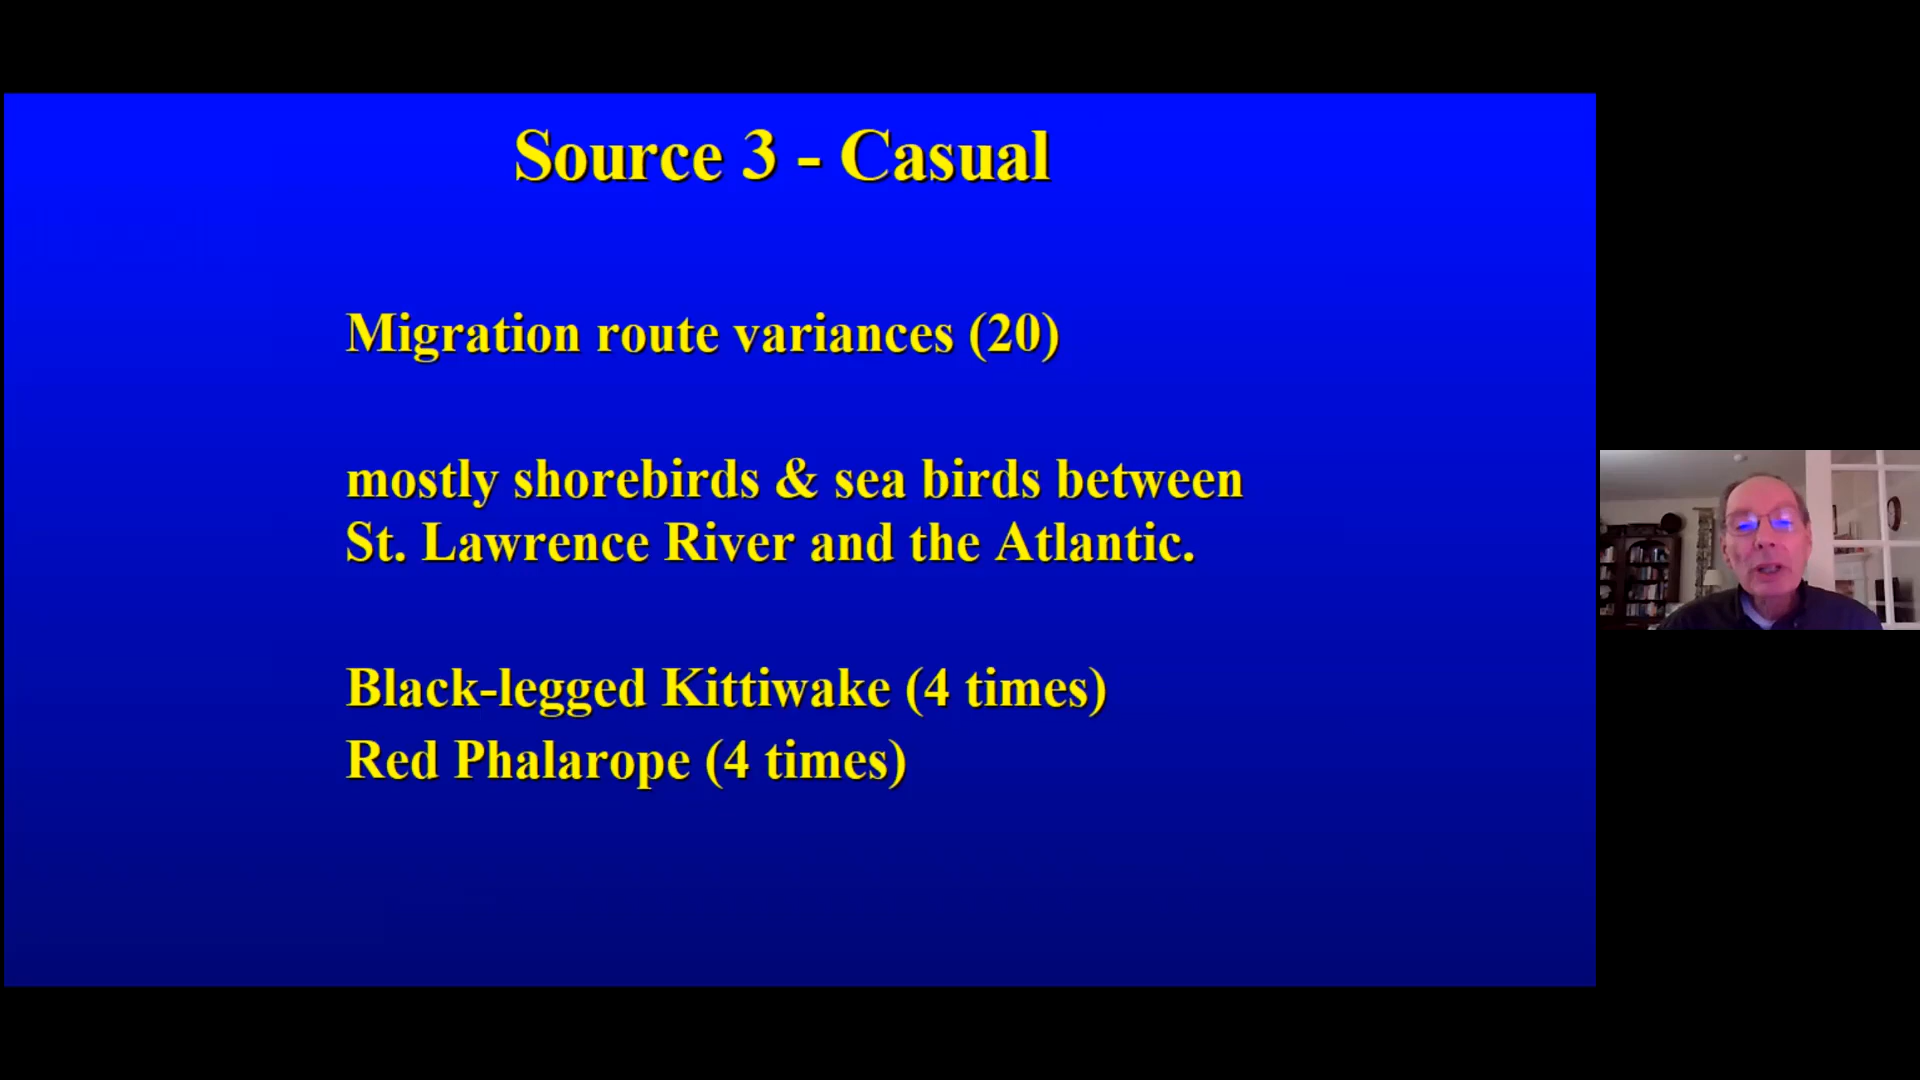 Source 3 - Casual
Migration route variances (20)
mostly shorebirds & sea birds between
St. Lawrence River and the Atlantic.
Black-legged Kittiwake (4 times)
Red Phalarope (4 times)